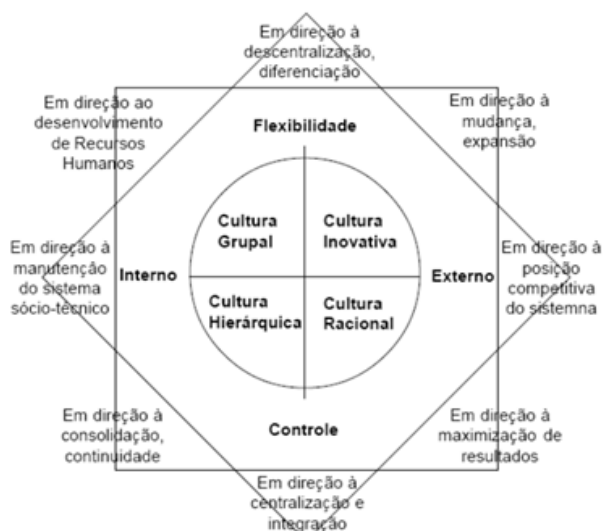 Em direção à
descentralização,
diferenciação
Em direção ao
desenvolvimento
de Recursos
Humanos
Em direção à
mudança,
expansão
Flexibilidade
Cultura
Grupal
Cultura
Inovativa
Em direção à
manutenção
do sistema
sócio-técnico
Interno
Externo
Em direção à
posição
competitiva
do sistemna
Cultura
Hierárquica
Cultura
Racional
Em direção à
consolidação,
continuidade
Controle
Em direção à
maximização de
resultados
Em direção à
centralização e
integração